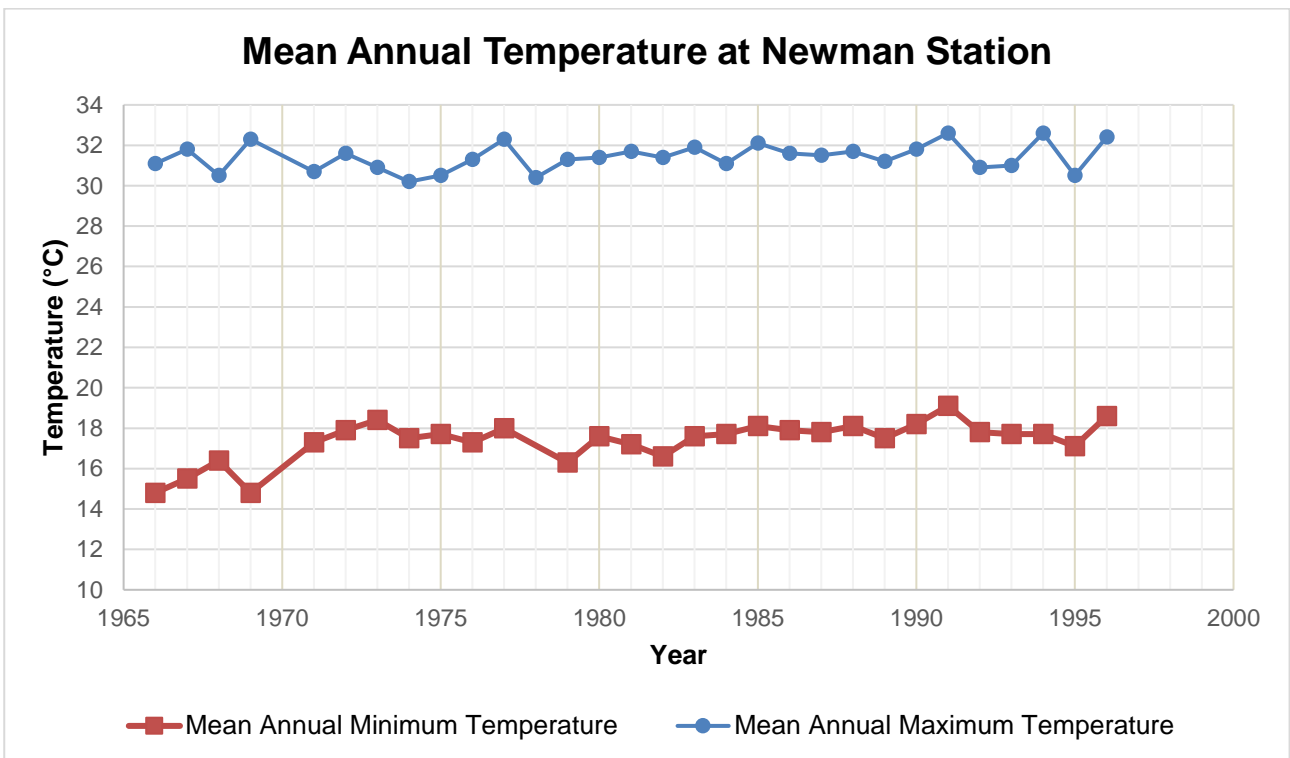 Mean Annual Temperature at Newman Station
34
32
30
28
26
24
22
20
18
16
14
12
10
Temperature (°C)
1965 1970 1975 1980 1985 1990 1995 2000
Year
Mean Annual Minimum Temperature Mean Annual Maximum Temperature